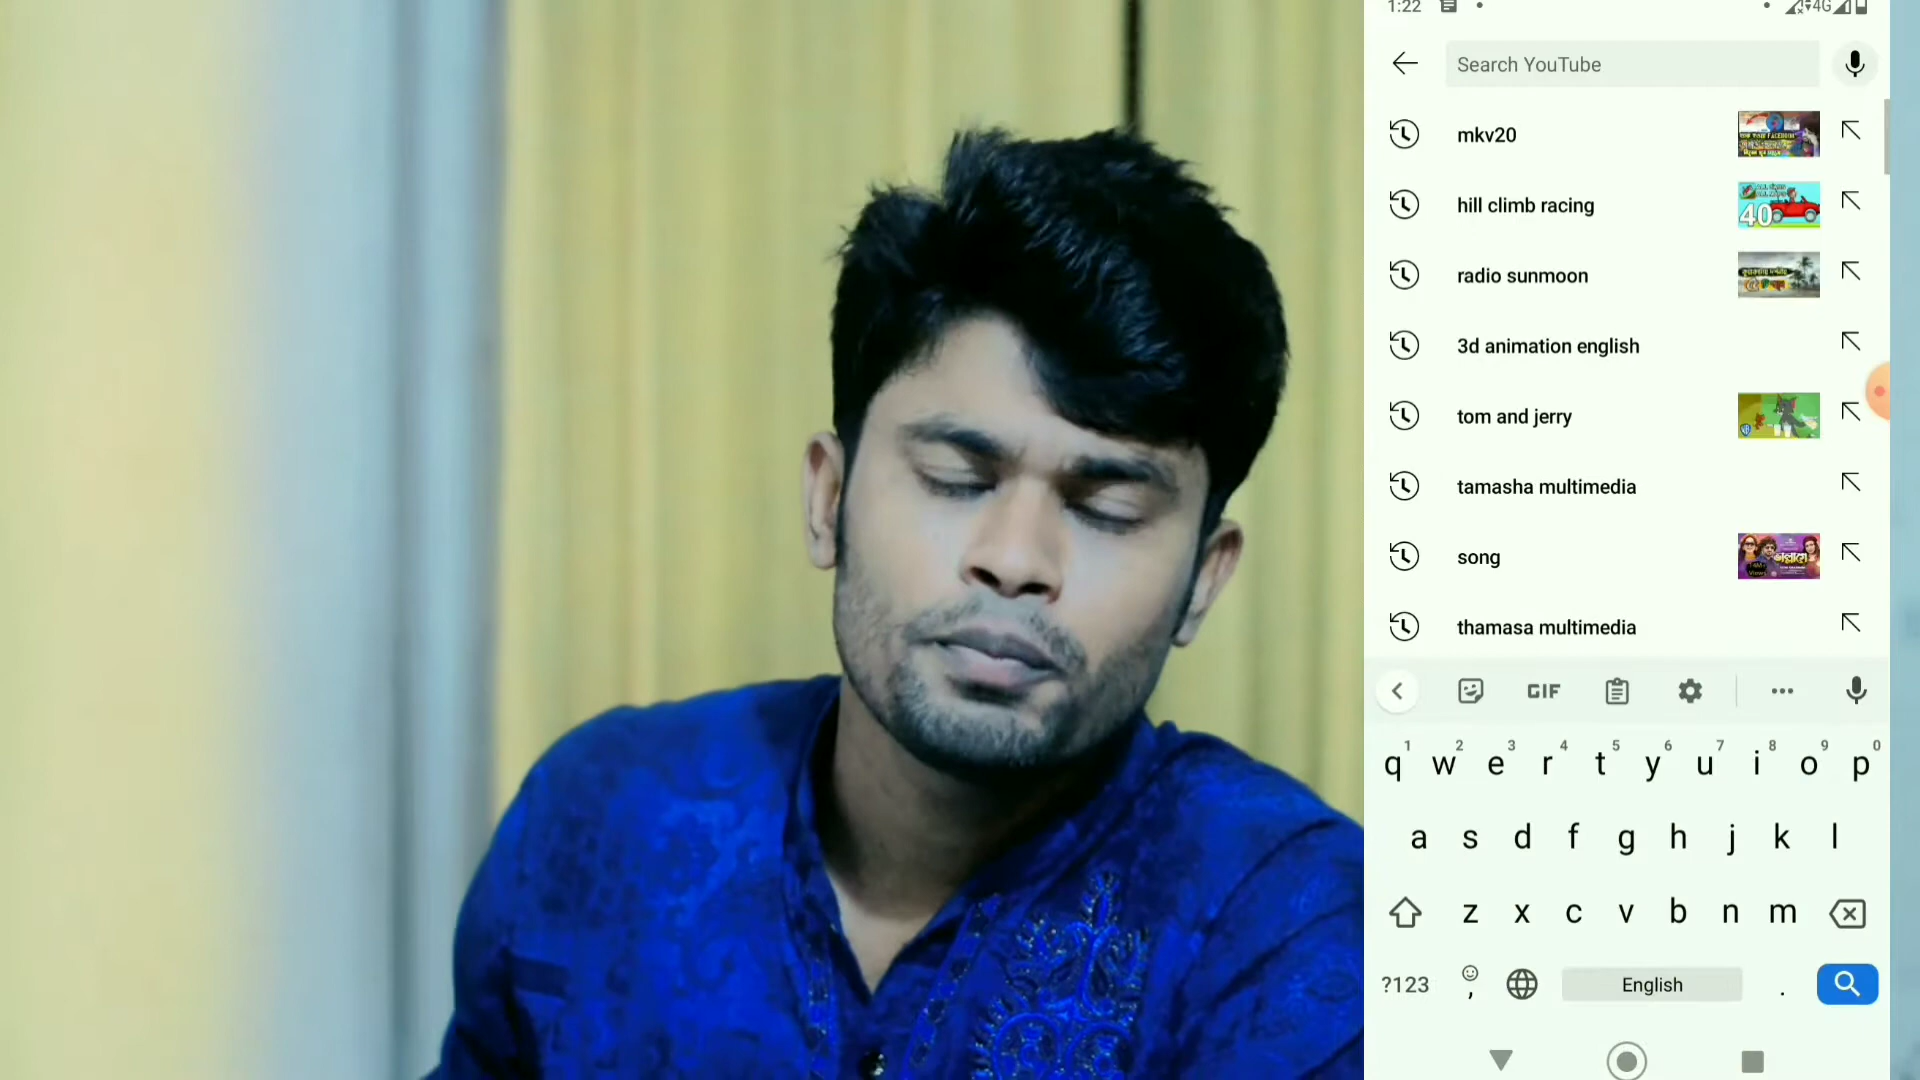 1:22
4G
Search YouTube
mkv20
hill climb racing
40
radio sunmoon
3d animation english
tom and jerry
tamasha multimedia
song
thamasa multimedia
GIF
1 2 3 4 5 6 7 8 9 0
q w e r t y u i o p
a s d f g h j k l
z x c v b n m
?123 , English .